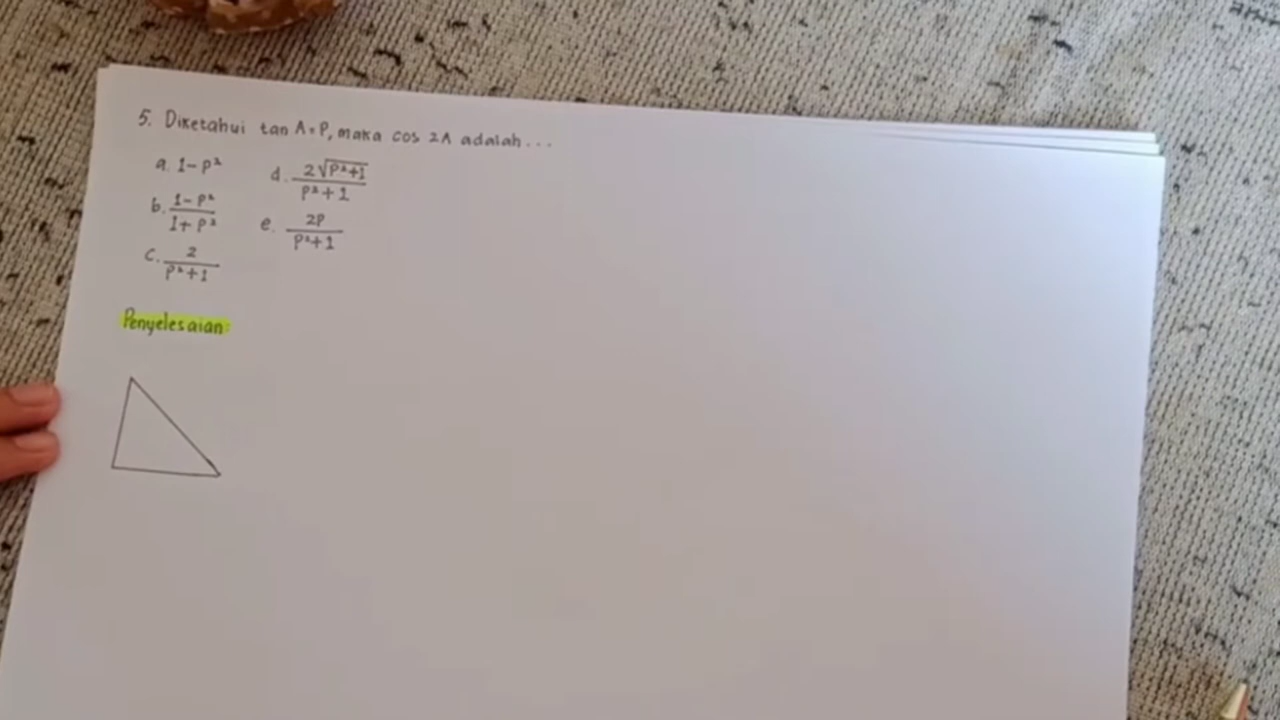 5. Diketahui tan A = P, maka cos 2A adalah...
a. 1-p²
d. 2√(P²+1) / P²+1
b. 1-p² / 1+p²
e. 2P / P²+1
c. 2 / P²+1
Penyelesaian: